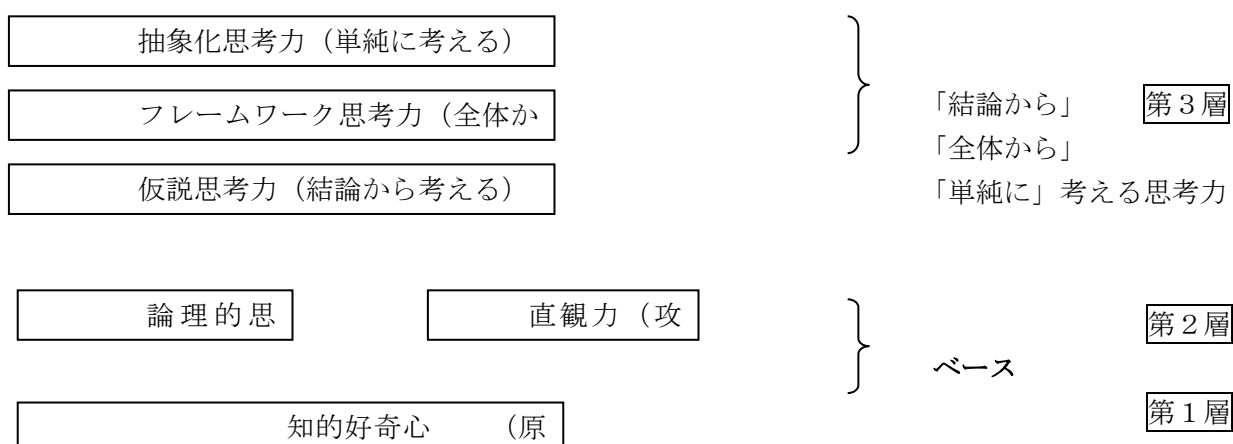 抽象化思考力（単純に考える）
フレームワーク思考力（全体か
仮説思考力（結論から考える）
「結論から」 第３層
「全体から」
「単純に」考える思考力
論理的思
直観力（攻
第２層
ベース
知的好奇心　（原
第１層